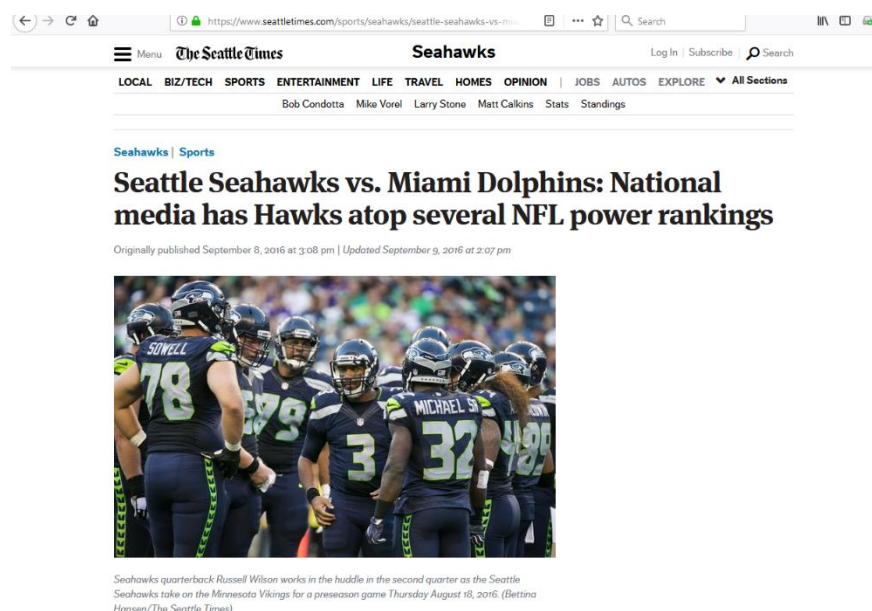 https://www.seattletimes.com/sports/seahawks/seattle-seahawks-vs-mia
Search
Menu
The Seattle Times
Seahawks
Log In | Subscribe
Search
LOCAL BIZ/TECH SPORTS ENTERTAINMENT LIFE TRAVEL HOMES OPINION | JOBS AUTOS EXPLORE All Sections
Bob Condotta Mike Vorel Larry Stone Matt Calkins Stats Standings
Seahawks | Sports
Seattle Seahawks vs. Miami Dolphins: National
media has Hawks atop several NFL power rankings
Originally published September 8, 2016 at 3:08 pm | Updated September 9, 2016 at 2:07 pm
SOWELL
78
79
3
MICHAEL SR
32
89
Seahawks quarterback Russell Wilson works in the huddle in the second quarter as the Seattle
Seahawks take on the Minnesota Vikings for a preseason game Thursday August 18, 2016. (Bettina
Hansen/The Seattle Times)